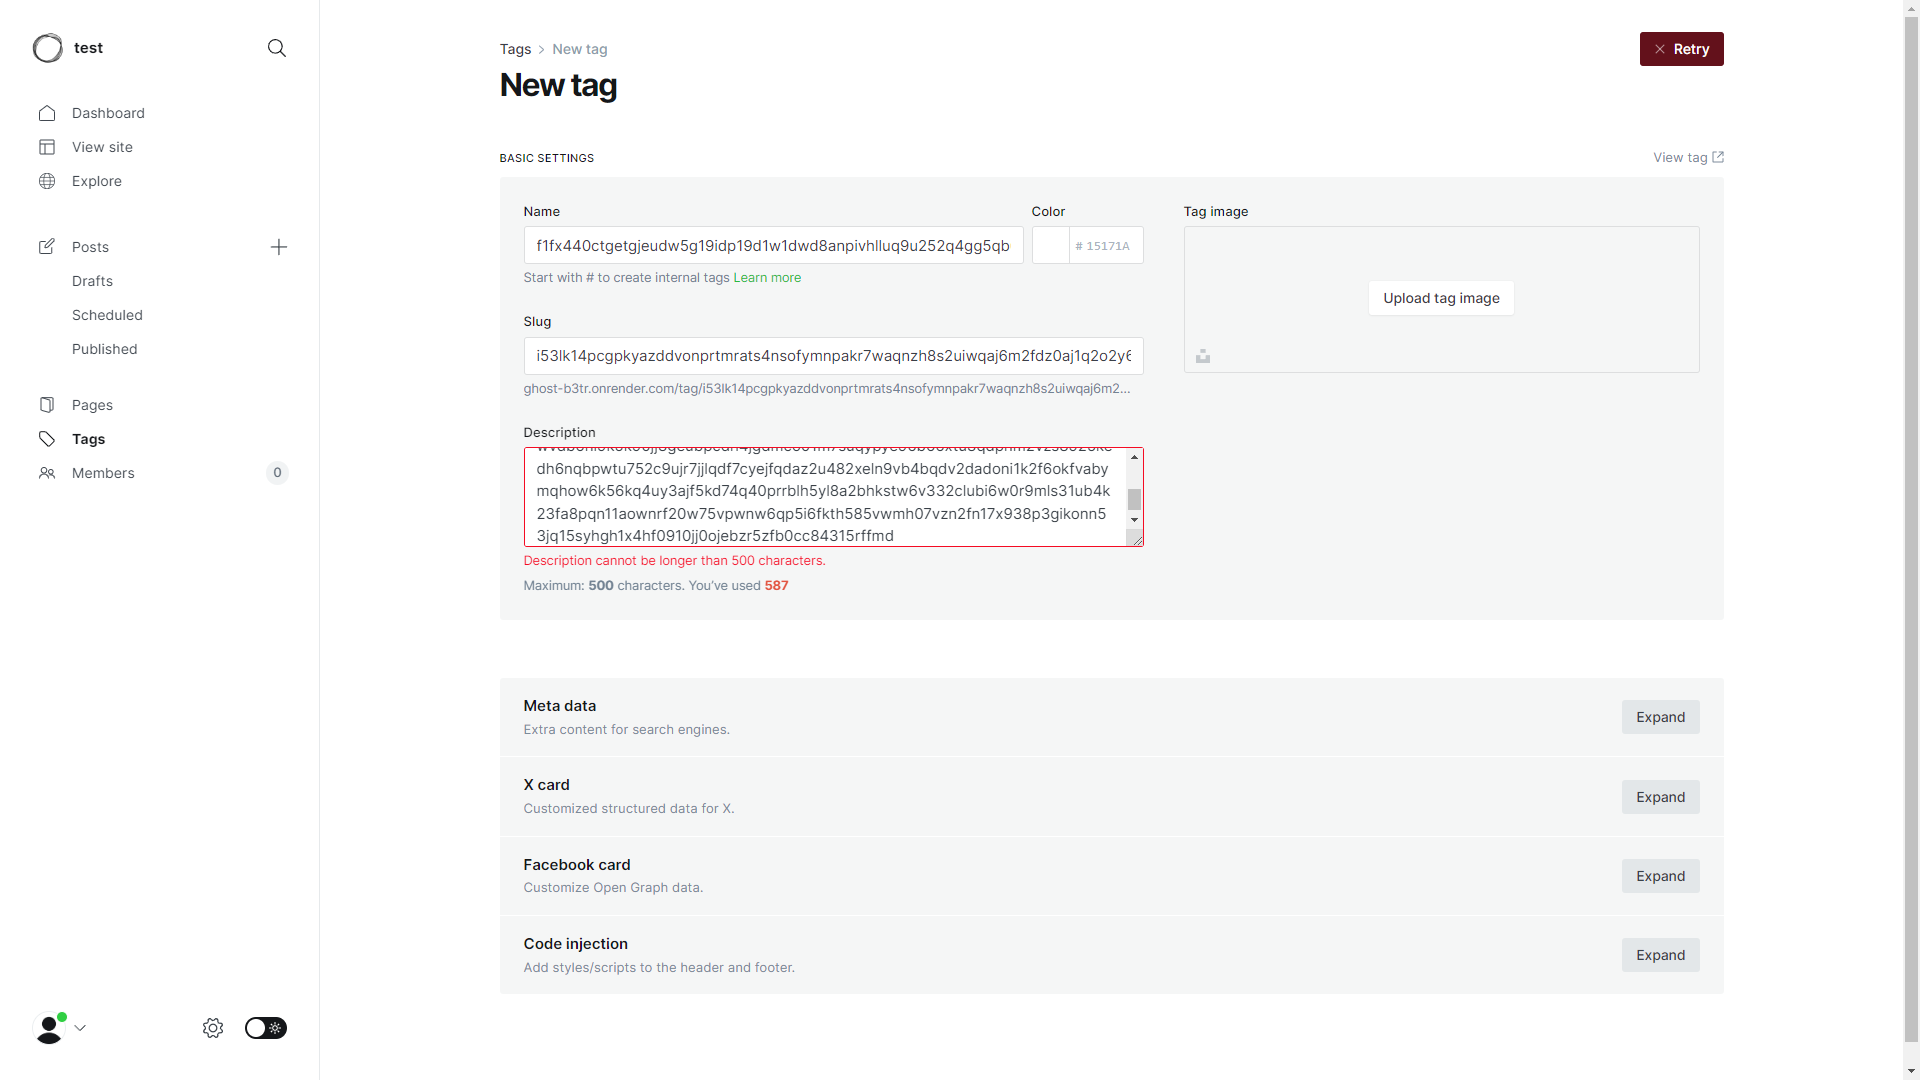 test
Dashboard
View site
Explore
Posts
Drafts
Scheduled
Published
Pages
Tags
Members
0
Tags
New tag
Retry
New tag
BASIC SETTINGS
View tag
Name
f1fx440ctgetgjeudw5g19idp19d1w1dwd8anpivhlluq9u252q4gg5qb
Color
# 15171A
Start with # to create internal tags Learn more
Slug
i53lk14pcgpkyazddvonprtmrats4nsofymnpakr7waqnzh8s2uiwqaj6m2fdz0aj1q2o2y6
ghost-b3tr.onrender.com/tag/i53lk14pcgpkyazddvonprtmrats4nsofymnpakr7waqnzh8s2uiwqaj6m2...
Description
dh6nqbpwtu752c9ujr7jjlqdf7cyejfqdaz2u482xeln9vb4bqdv2dadoni1k2f6okfvaby
mqhow6k56kq4uy3ajf5kd74q40prrblh5yl8a2bhkstw6v332clubi6w0r9mls31ub4k
23fa8pqn11aownrf20w75vpwnw6qp5i6fkth585vwmh07vzn2fn17x938p3gikonn5
3jq15syhgh1x4hf0910jj0ojebzr5zfb0cc84315rffmd
Description cannot be longer than 500 characters.
Maximum: 500 characters. You've used 587
Tag image
Upload tag image
Meta data
Extra content for search engines.
Expand
X card
Customized structured data for X.
Expand
Facebook card
Customize Open Graph data.
Expand
Code injection
Add styles/scripts to the header and footer.
Expand